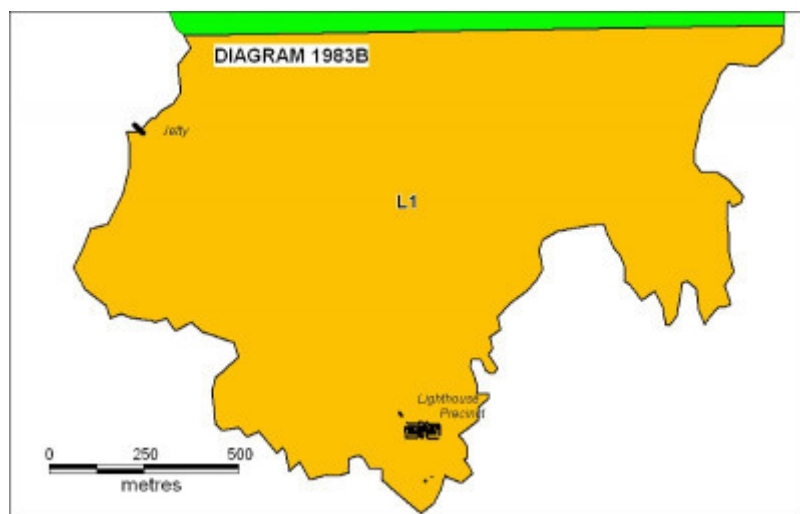 DIAGRAM 1983B
Jetty
L1
Lighthouse
Precinct
0 250 500
metres